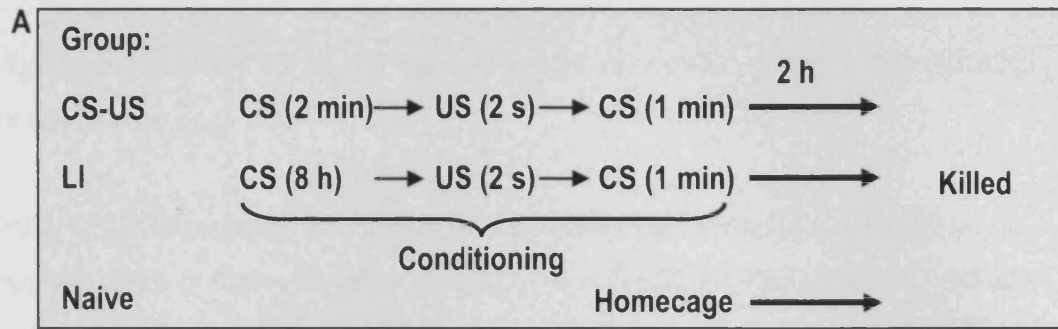 A
Group:
2 h
CS-US CS (2 min) → US (2 s) → CS (1 min)
LI CS (8 h) → US (2 s) → CS (1 min) Killed
Conditioning
Naive Homecage